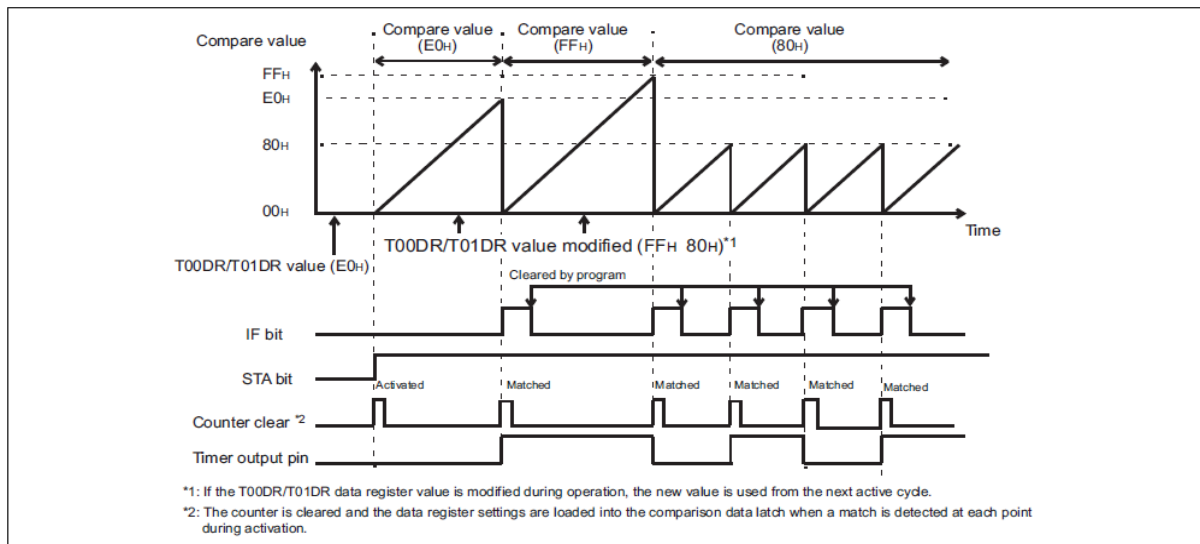 Compare value
Compare value
(E0H)
Compare value
(FFH)
Compare value
(80H)
FFH
E0H
80H
00H
Time
T00DR/T01DR value modified (FFH 80H)*1
T00DR/T01DR value (E0H)
Cleared by program
IF bit
STA bit
Activated
Matched
Matched
Matched
Matched
Matched
Counter clear *2
Timer output pin
*1: If the T00DR/T01DR data register value is modified during operation, the new value is used from the next active cycle.
*2: The counter is cleared and the data register settings are loaded into the comparison data latch when a match is detected at each point
during activation.